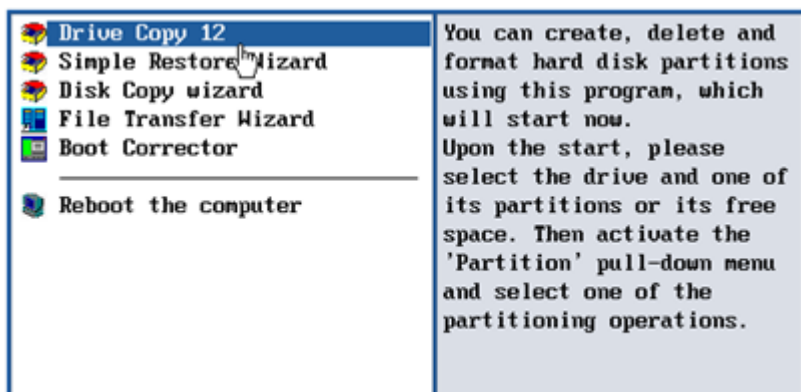 Drive Copy 12
Simple Restore Wizard
Disk Copy wizard
File Transfer Wizard
Boot Corrector
Reboot the computer
You can create, delete and
format hard disk partitions
using this program, which
will start now.
Upon the start, please
select the drive and one of
its partitions or its free
space. Then activate the
'Partition' pull-down menu
and select one of the
partitioning operations.